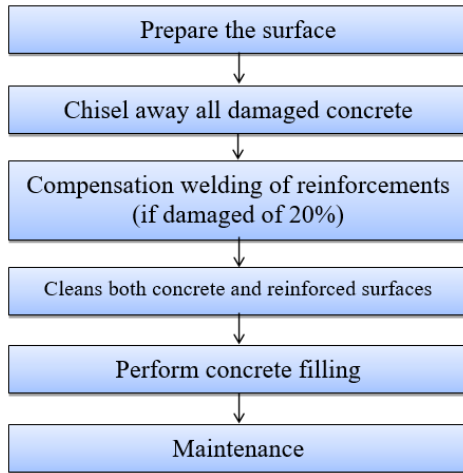 Prepare the surface
Chisel away all damaged concrete
Compensation welding of reinforcements
(if damaged of 20%)
Cleans both concrete and reinforced surfaces
Perform concrete filling
Maintenance